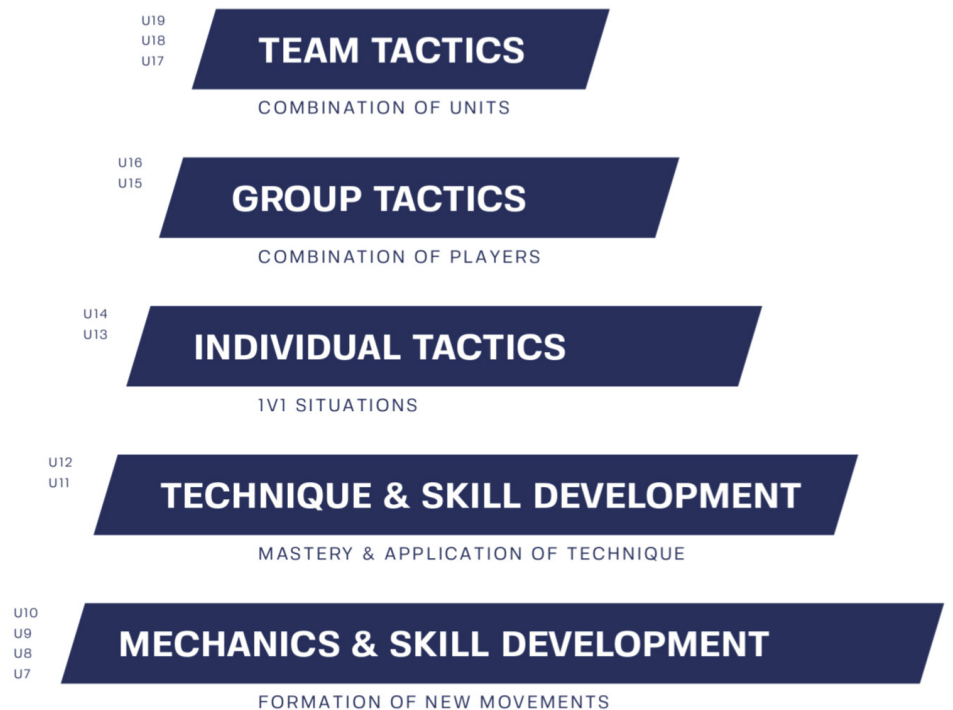 U19
U18
U17
TEAM TACTICS
COMBINATION OF UNITS
U16
U15
GROUP TACTICS
COMBINATION OF PLAYERS
U14
U13
INDIVIDUAL TACTICS
1V1 SITUATIONS
U12
U11
TECHNIQUE & SKILL DEVELOPMENT
MASTERY & APPLICATION OF TECHNIQUE
U10
U9
U8
U7
MECHANICS & SKILL DEVELOPMENT
FORMATION OF NEW MOVEMENTS